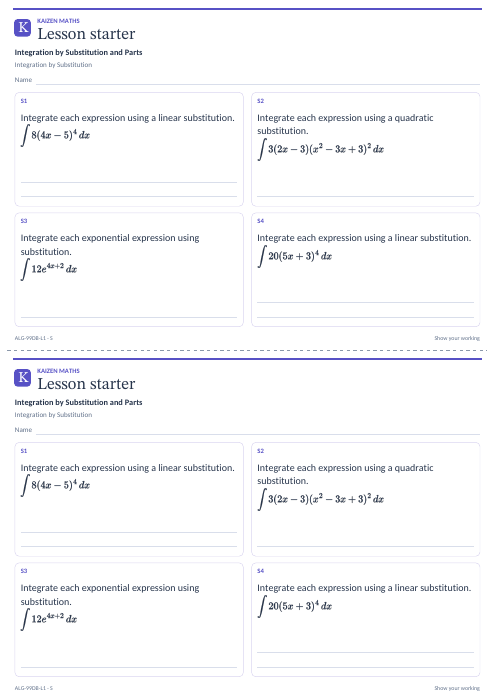 K
KAIZEN MATHS
Lesson starter
Integration by Substitution and Parts
Integration by Substitution
Name
S1
Integrate each expression using a linear substitution.
∫ 8(4x − 5)⁴ dx
S2
Integrate each expression using a quadratic
substitution.
∫ 3(2x − 3)(x² − 3x + 3)² dx
S3
Integrate each exponential expression using
substitution.
∫ 12e⁴ˣ⁺² dx
S4
Integrate each expression using a linear substitution.
∫ 20(5x + 3)⁴ dx
ALG-99DB-L1 · S
Show your working
K
KAIZEN MATHS
Lesson starter
Integration by Substitution and Parts
Integration by Substitution
Name
S1
Integrate each expression using a linear substitution.
∫ 8(4x − 5)⁴ dx
S2
Integrate each expression using a quadratic
substitution.
∫ 3(2x − 3)(x² − 3x + 3)² dx
S3
Integrate each exponential expression using
substitution.
∫ 12e⁴ˣ⁺² dx
S4
Integrate each expression using a linear substitution.
∫ 20(5x + 3)⁴ dx
ALG-99DB-L1 · S
Show your working